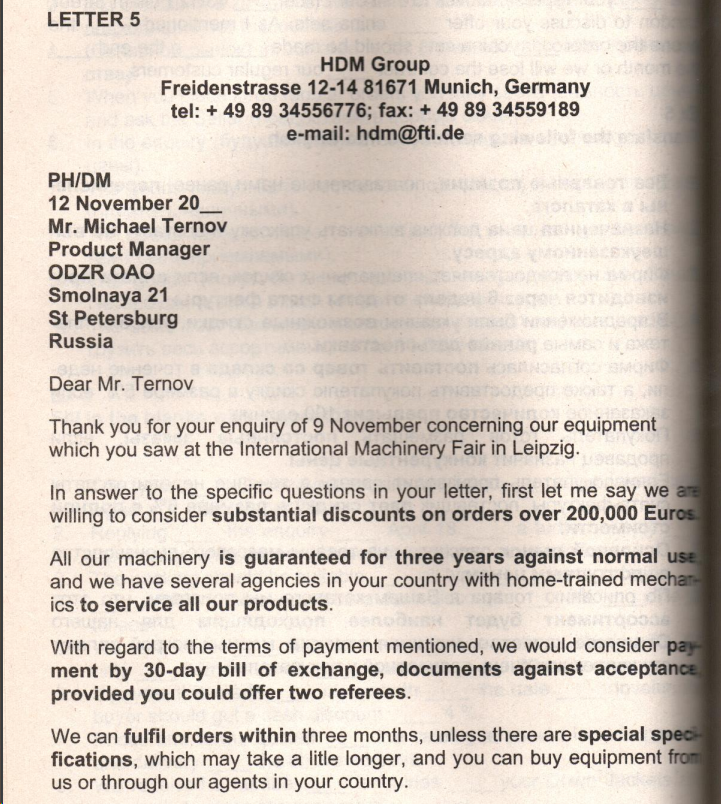 LETTER 5
HDM Group
Freidenstrasse 12-14 81671 Munich, Germany
tel: + 49 89 34556776; fax: + 49 89 34559189
e-mail: hdm@fti.de
PH/DM
12 November 20__
Mr. Michael Ternov
Product Manager
ODZR OAO
Smolnaya 21
St Petersburg
Russia
Dear Mr. Ternov
Thank you for your enquiry of 9 November concerning our equipment
which you saw at the International Machinery Fair in Leipzig.
In answer to the specific questions in your letter, first let me say we are
willing to consider substantial discounts on orders over 200,000 Euros.
All our machinery is guaranteed for three years against normal use
and we have several agencies in your country with home-trained mechan-
ics to service all our products.
With regard to the terms of payment mentioned, we would consider pay-
ment by 30-day bill of exchange, documents against acceptance,
provided you could offer two referees.
We can fulfil orders within three months, unless there are special speci-
fications, which may take a litle longer, and you can buy equipment from
us or through our agents in your country.